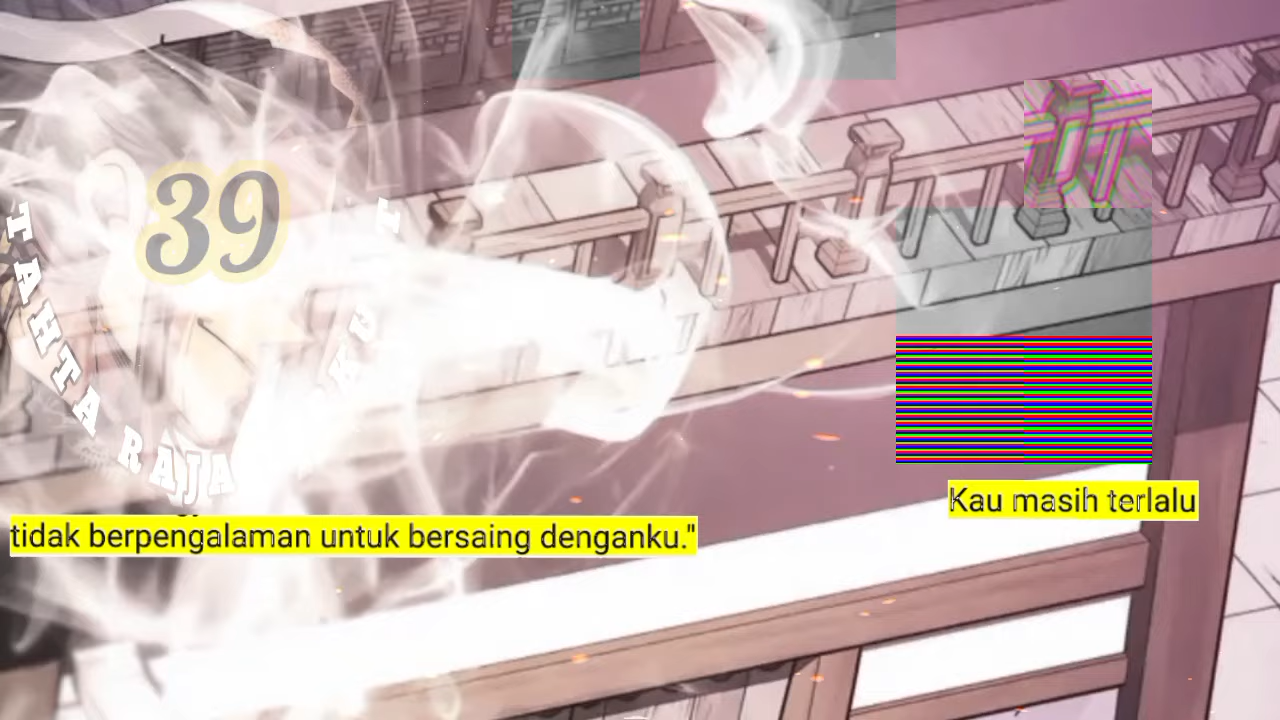 39
TAHTA RAJA
Kau masih terlalu
tidak berpengalaman untuk bersaing denganku."